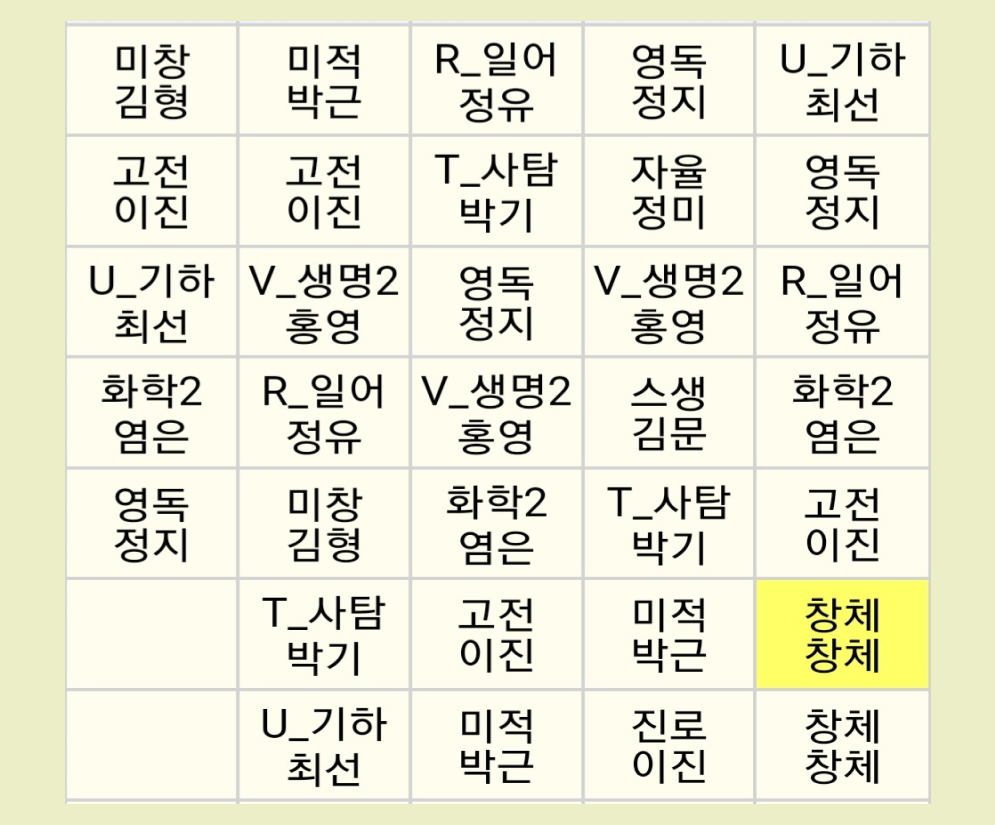 미창 미적 R_일어 영독 U_기하
김형 박근 정유 정지 최선
고전 고전 T_사탐 자율 영독
이진 이진 박기 정미 정지
U_기하 V_생명2 영독 V_생명2 R_일어
최선 홍영 정지 홍영 정유
화학2 R_일어 V_생명2 스생 화학2
염은 정유 홍영 김문 염은
영독 미창 화학2 T_사탐 고전
정지 김형 염은 박기 이진
T_사탐 고전 미적 창체
박기 이진 박근 창체
U_기하 미적 진로 창체
최선 박근 이진 창체